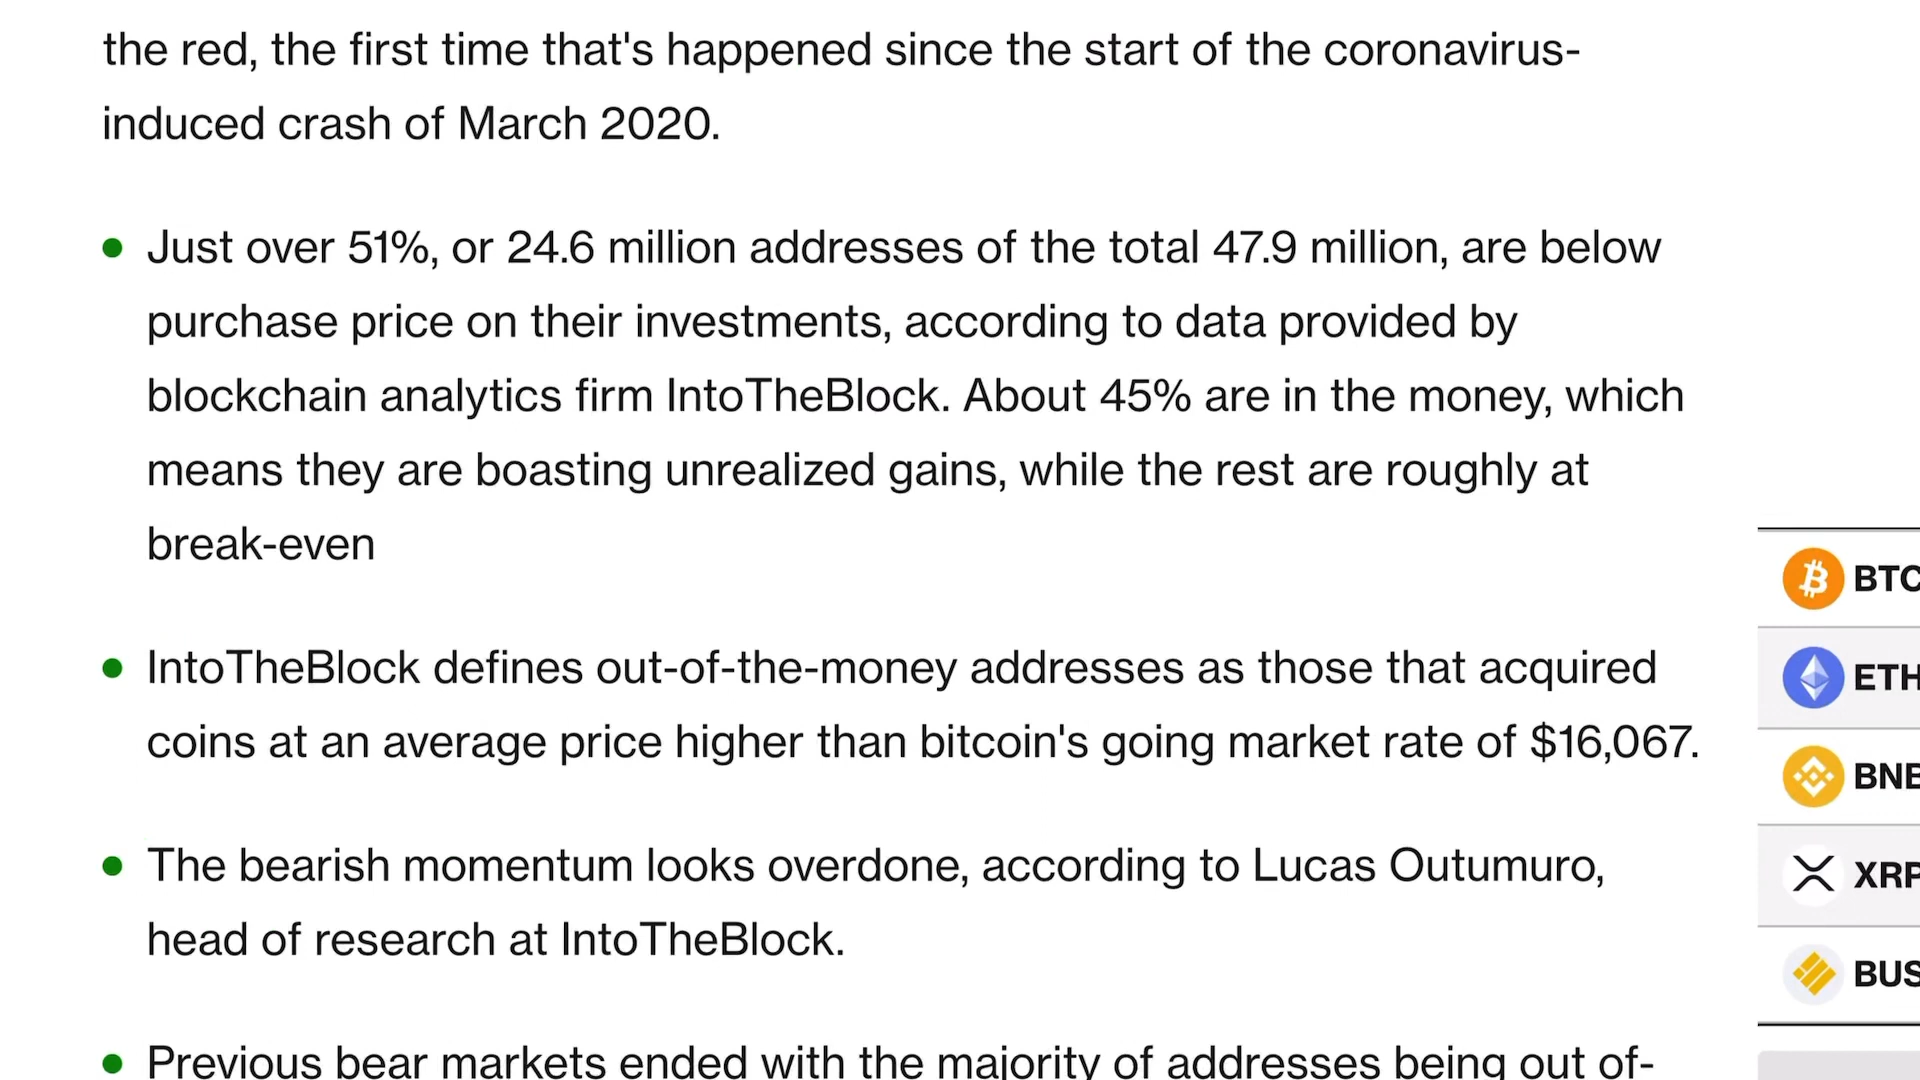 the red, the first time that's happened since the start of the coronavirus-
induced crash of March 2020.
Just over 51%, or 24.6 million addresses of the total 47.9 million, are below
purchase price on their investments, according to data provided by
blockchain analytics firm IntoTheBlock. About 45% are in the money, which
means they are boasting unrealized gains, while the rest are roughly at
break-even
IntoTheBlock defines out-of-the-money addresses as those that acquired
coins at an average price higher than bitcoin's going market rate of $16,067.
The bearish momentum looks overdone, according to Lucas Outumuro,
head of research at IntoTheBlock.
Previous bear markets ended with the majority of addresses being out of-
BTC
ETH
BNB
XRP
BUS